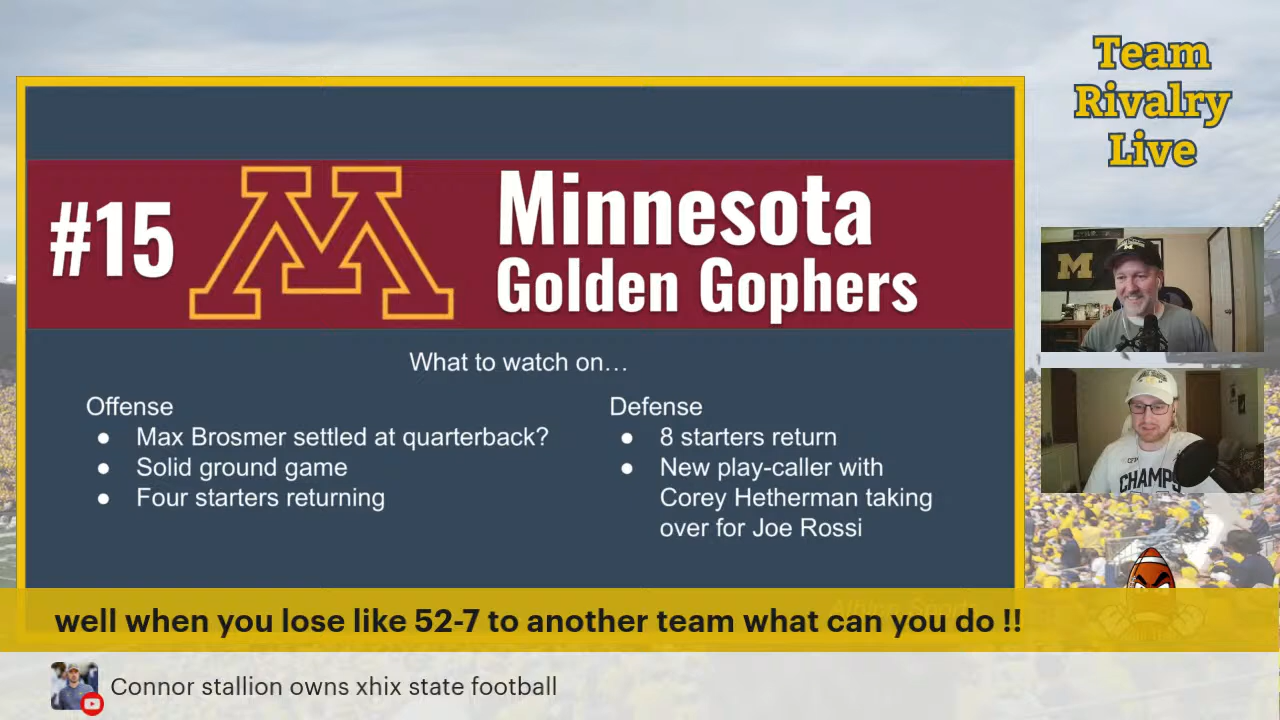 Team
Rivalry
Live
#15
M
Minnesota
Golden Gophers
What to watch on…
Offense
● Max Brosmer settled at quarterback?
● Solid ground game
● Four starters returning
Defense
● 8 starters return
● New play-caller with
Corey Hetherman taking
over for Joe Rossi
M
CHAMPS
well when you lose like 52-7 to another team what can you do !!
Connor stallion owns xhix state football